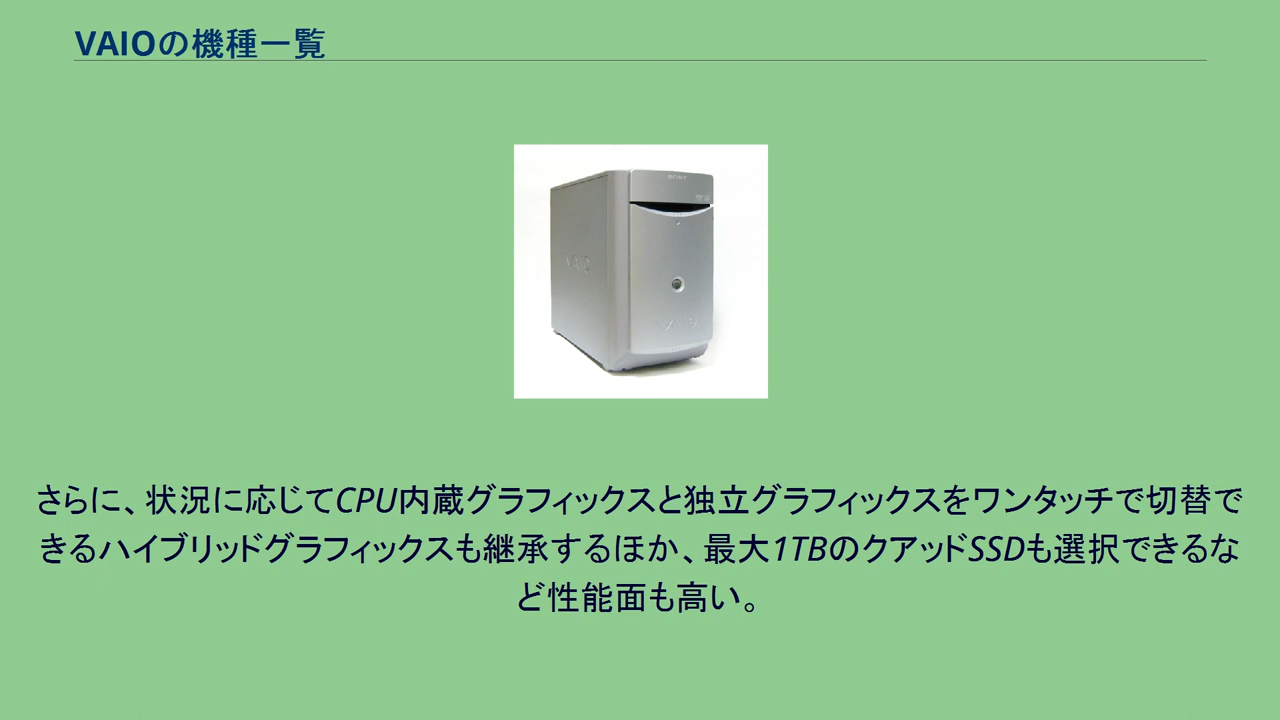 VAIOの機種一覧
SONY
VAIO
VAIO
さらに、状況に応じてCPU内蔵グラフィックスと独立グラフィックスをワンタッチで切替で
きるハイブリッドグラフィックスも継承するほか、最大1TBのクアッドSSDも選択できるな
ど性能面も高い。